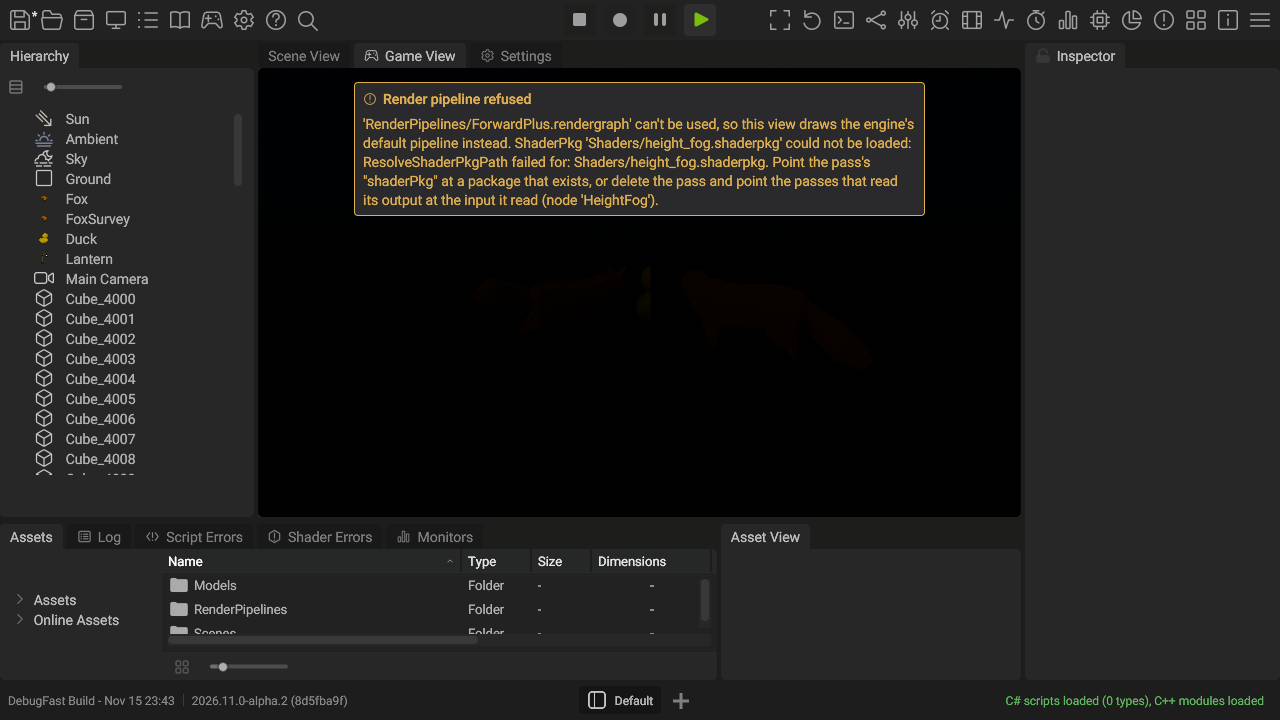 *
Hierarchy
Scene View
Game View
Settings
Inspector
Render pipeline refused
'RenderPipelines/ForwardPlus.rendergraph' can't be used, so this view draws the engine's
default pipeline instead. ShaderPkg 'Shaders/height_fog.shaderpkg' could not be loaded:
ResolveShaderPkgPath failed for: Shaders/height_fog.shaderpkg. Point the pass's
"shaderPkg" at a package that exists, or delete the pass and point the passes that read
its output at the input it read (node 'HeightFog').
Sun
Ambient
Sky
Ground
Fox
FoxSurvey
Duck
Lantern
Main Camera
Cube_4000
Cube_4001
Cube_4002
Cube_4003
Cube_4004
Cube_4005
Cube_4006
Cube_4007
Cube_4008
Assets
Log
Script Errors
Shader Errors
Monitors
Asset View
Assets
Online Assets
Name Type Size Dimensions
Models Folder - -
RenderPipelines Folder - -
Scenes Folder
DebugFast Build - Nov 15 23:43
2026.11.0-alpha.2 (8d5fba9f)
Default
C# scripts loaded (0 types), C++ modules loaded